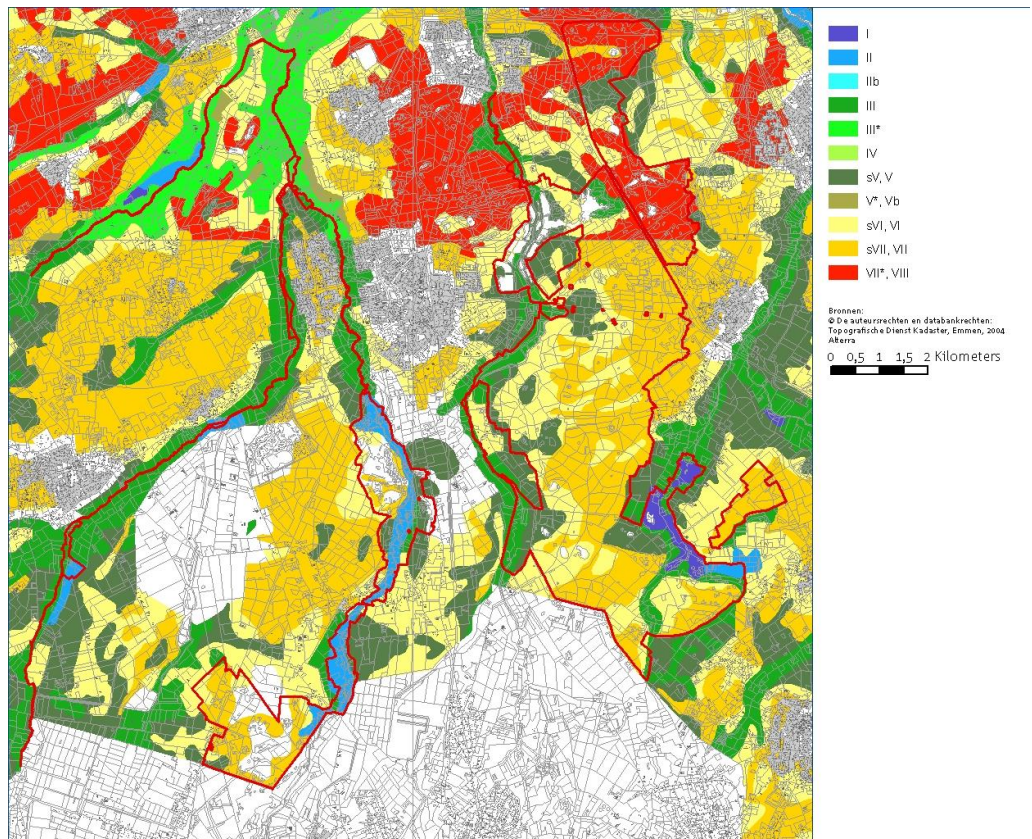 I
II
IIb
III
III*
IV
sV, V
V*, Vb
sVI, VI
sVII, VII
VII*, VIII
Bronnen:
© De auteursrechten en databankrechten:
Topografische Dienst Kadaster, Emmen, 2004
Alterra
0 0,5 1 1,5 2 Kilometers